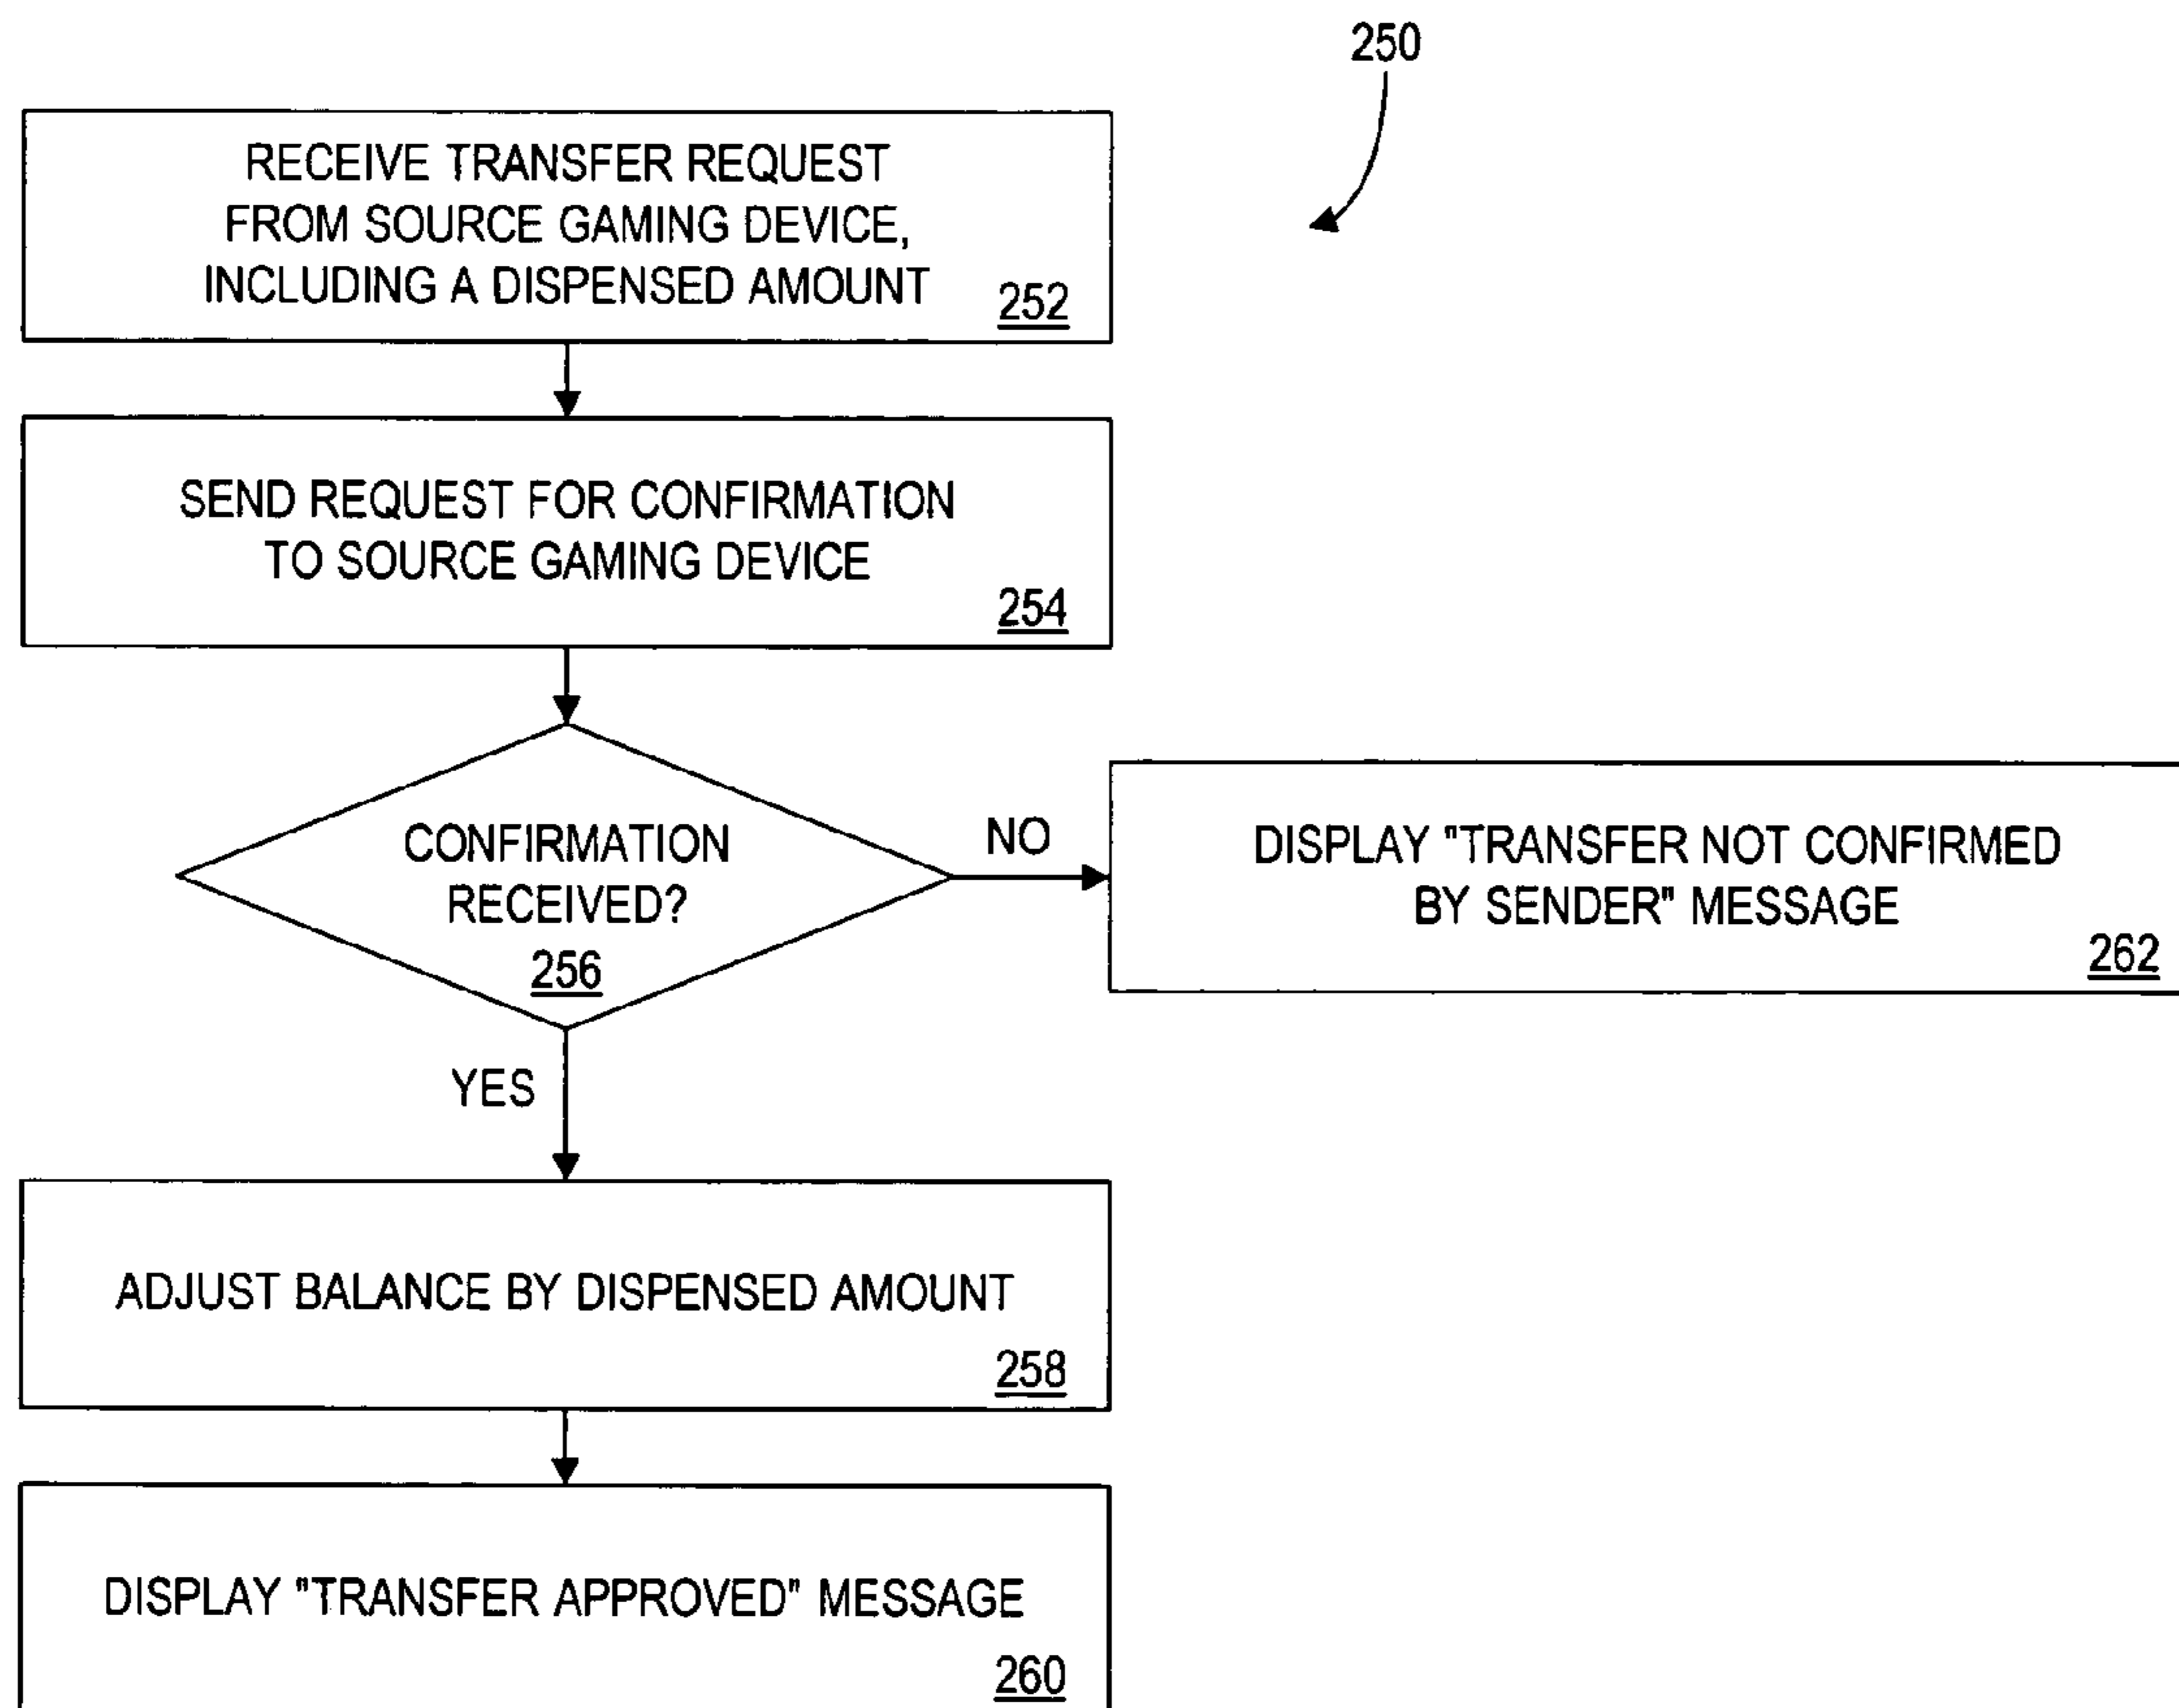 250
RECEIVE TRANSFER REQUEST
FROM SOURCE GAMING DEVICE,
INCLUDING A DISPENSED AMOUNT
252
SEND REQUEST FOR CONFIRMATION
TO SOURCE GAMING DEVICE
254
CONFIRMATION
RECEIVED?
256
NO
DISPLAY "TRANSFER NOT CONFIRMED
BY SENDER" MESSAGE
262
YES
ADJUST BALANCE BY DISPENSED AMOUNT
258
DISPLAY "TRANSFER APPROVED" MESSAGE
260